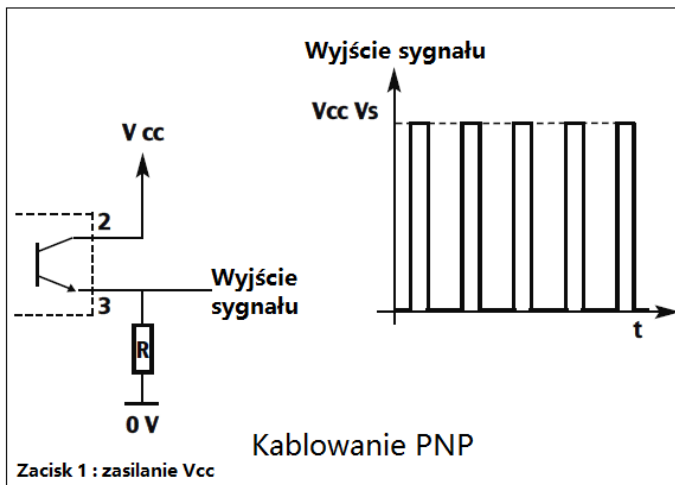 Wyjście sygnału
Vcc Vs
V cc
2
Wyjście
sygnału
3
R
t
0 V
Kablowanie PNP
Zacisk 1 : zasilanie Vcc